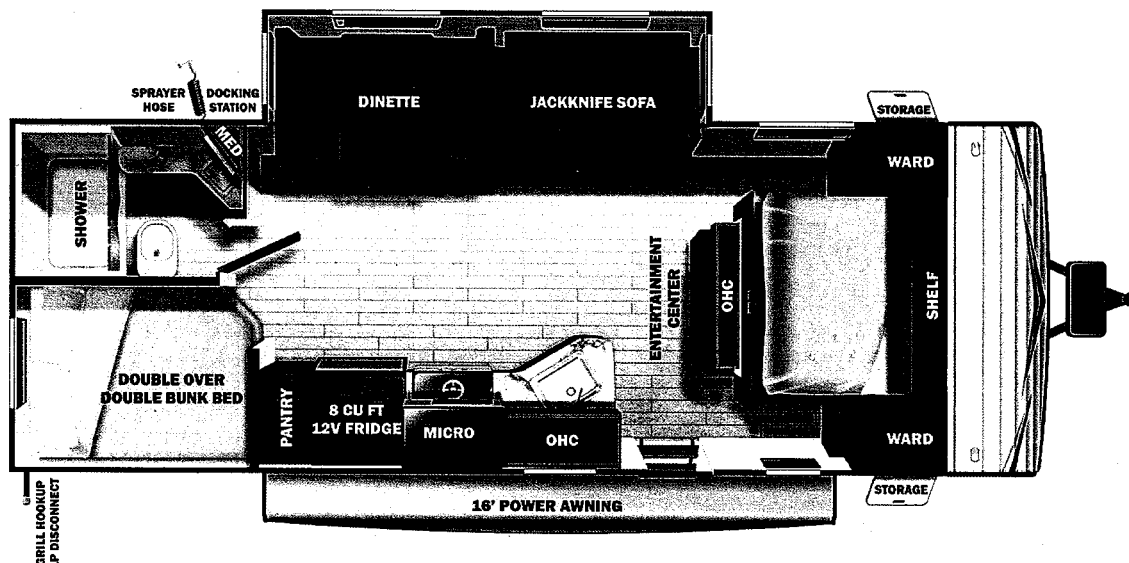 SPRAYER
HOSE
DOCKING
STATION
MED
DINETTE
JACKKNIFE SOFA
STORAGE
WARD
SHOWER
ENTERTAINMENT
CENTER
OHC
SHELF
DOUBLE OVER
DOUBLE BUNK BED
PANTRY
8 CU FT
12V FRIDGE
MICRO
OHC
WARD
STORAGE
16' POWER AWNING
GRILL HOOKUP
LP DISCONNECT